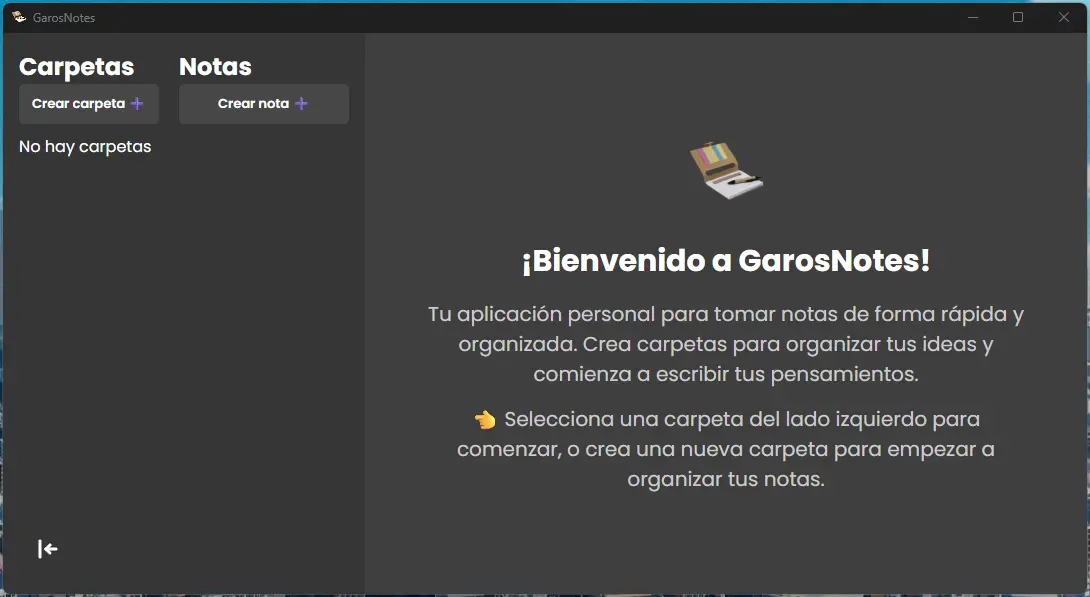 GarosNotes
Carpetas
Notas
Crear carpeta
Crear nota
No hay carpetas
¡Bienvenido a GarosNotes!
Tu aplicación personal para tomar notas de forma rápida y
organizada. Crea carpetas para organizar tus ideas y
comienza a escribir tus pensamientos.
👈 Selecciona una carpeta del lado izquierdo para
comenzar, o crea una nueva carpeta para empezar a
organizar tus notas.